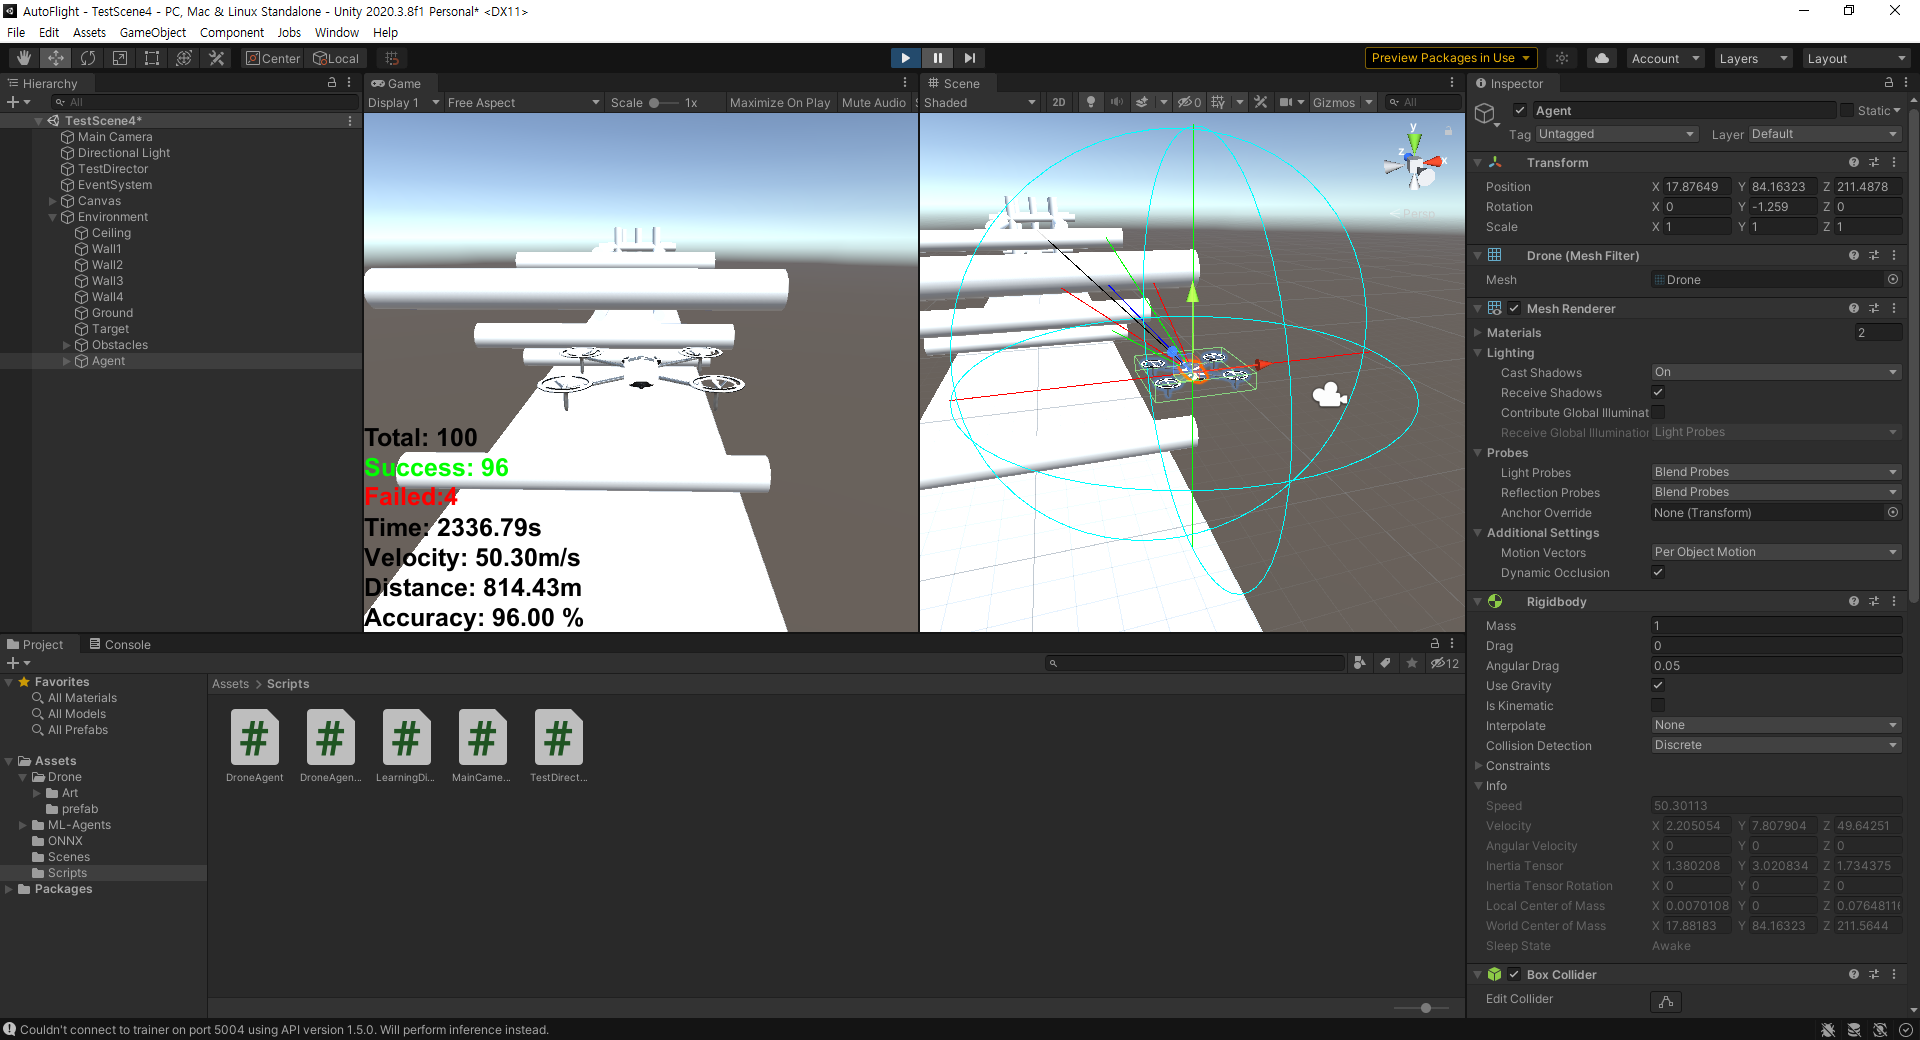 AutoFlight - TestScene4 - PC, Mac & Linux Standalone - Unity 2020.3.8f1 Personal* <DX11>
File Edit Assets GameObject Component Jobs Window Help
Center Local Preview Packages in Use Account Layers Layout
Hierarchy
All
TestScene4*
Main Camera
Directional Light
TestDirector
EventSystem
Canvas
Environment
Ceiling
Wall1
Wall2
Wall3
Wall4
Ground
Target
Obstacles
Agent
Game
Display 1 Free Aspect Scale 1x Maximize On Play Mute Audio
Total: 100
Success: 96
Failed:4
Time: 2336.79s
Velocity: 50.30m/s
Distance: 814.43m
Accuracy: 96.00 %
Scene
Shaded 2D 0 Gizmos All
y
z x
Persp
Inspector
Agent Static
Tag Untagged Layer Default
Transform
Position X 17.87649 Y 84.16323 Z 211.4878
Rotation X 0 Y -1.259 Z 0
Scale X 1 Y 1 Z 1
Drone (Mesh Filter)
Mesh Drone
Mesh Renderer
Materials 2
Lighting
Cast Shadows On
Receive Shadows
Contribute Global Illuminat
Receive Global Illumination Light Probes
Probes
Light Probes Blend Probes
Reflection Probes Blend Probes
Anchor Override None (Transform)
Additional Settings
Motion Vectors Per Object Motion
Dynamic Occlusion
Rigidbody
Mass 1
Drag 0
Angular Drag 0.05
Use Gravity
Is Kinematic
Interpolate None
Collision Detection Discrete
Constraints
Info
Speed 50.30113
Velocity X 2.205054 Y 7.807904 Z 49.64251
Angular Velocity X 0 Y 0 Z 0
Inertia Tensor X 1.380208 Y 3.020834 Z 1.734375
Inertia Tensor Rotation X 0 Y 0 Z 0
Local Center of Mass X 0.0070108 Y 0 Z 0.0764811
World Center of Mass X 17.88183 Y 84.16323 Z 211.5644
Sleep State Awake
Box Collider
Edit Collider
Project Console
12
Favorites
All Materials
All Models
All Prefabs
Assets
Drone
Art
prefab
ML-Agents
ONNX
Scenes
Scripts
Packages
Assets > Scripts
DroneAgent DroneAgen... LearningDi... MainCame... TestDirect...
Couldn't connect to trainer on port 5004 using API version 1.5.0. Will perform inference instead.